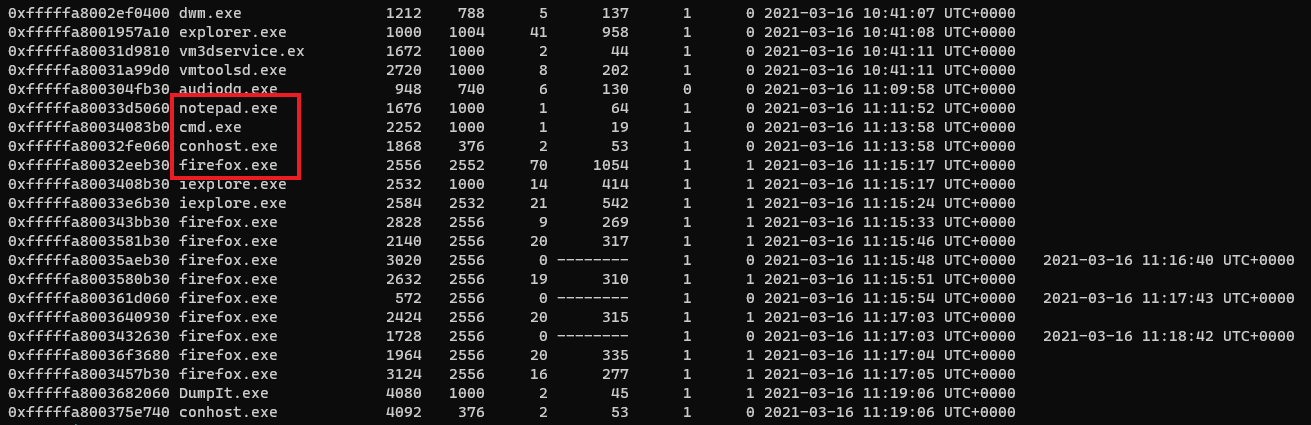 0xfffffa8002ef0400 dwm.exe 1212 788 5 137 1 0 2021-03-16 10:41:07 UTC+0000
0xfffffa8001957a10 explorer.exe 1000 1004 41 958 1 0 2021-03-16 10:41:08 UTC+0000
0xfffffa80031d9810 vm3dservice.ex 1672 1000 2 44 1 0 2021-03-16 10:41:11 UTC+0000
0xfffffa80031a99d0 vmtoolsd.exe 2720 1000 8 202 1 0 2021-03-16 10:41:11 UTC+0000
0xfffffa800304fb30 audiodg.exe 948 740 6 130 0 0 2021-03-16 11:09:58 UTC+0000
0xfffffa80033d5060 notepad.exe 1676 1000 1 64 1 0 2021-03-16 11:11:52 UTC+0000
0xfffffa80034083b0 cmd.exe 2252 1000 1 19 1 0 2021-03-16 11:13:58 UTC+0000
0xfffffa80032fe060 conhost.exe 1868 376 2 53 1 0 2021-03-16 11:13:58 UTC+0000
0xfffffa80032eeb30 firefox.exe 2556 2552 70 1054 1 1 2021-03-16 11:15:17 UTC+0000
0xfffffa8003408b30 iexplore.exe 2532 1000 14 414 1 1 2021-03-16 11:15:17 UTC+0000
0xfffffa80033e6b30 iexplore.exe 2584 2532 21 542 1 1 2021-03-16 11:15:24 UTC+0000
0xfffffa800343bb30 firefox.exe 2828 2556 9 269 1 1 2021-03-16 11:15:33 UTC+0000
0xfffffa8003581b30 firefox.exe 2140 2556 20 317 1 1 2021-03-16 11:15:46 UTC+0000
0xfffffa80035aeb30 firefox.exe 3020 2556 0 -------- 1 0 2021-03-16 11:15:48 UTC+0000 2021-03-16 11:16:40 UTC+0000
0xfffffa8003580b30 firefox.exe 2632 2556 19 310 1 1 2021-03-16 11:15:51 UTC+0000
0xfffffa800361d060 firefox.exe 572 2556 0 -------- 1 0 2021-03-16 11:15:54 UTC+0000 2021-03-16 11:17:43 UTC+0000
0xfffffa8003640930 firefox.exe 2424 2556 20 315 1 1 2021-03-16 11:17:03 UTC+0000
0xfffffa8003432630 firefox.exe 1728 2556 0 -------- 1 0 2021-03-16 11:17:03 UTC+0000 2021-03-16 11:18:42 UTC+0000
0xfffffa80036f3680 firefox.exe 1964 2556 20 335 1 1 2021-03-16 11:17:04 UTC+0000
0xfffffa8003457b30 firefox.exe 3124 2556 16 277 1 1 2021-03-16 11:17:05 UTC+0000
0xfffffa8003682060 DumpIt.exe 4080 1000 2 45 1 1 2021-03-16 11:19:06 UTC+0000
0xfffffa800375e740 conhost.exe 4092 376 2 53 1 0 2021-03-16 11:19:06 UTC+0000